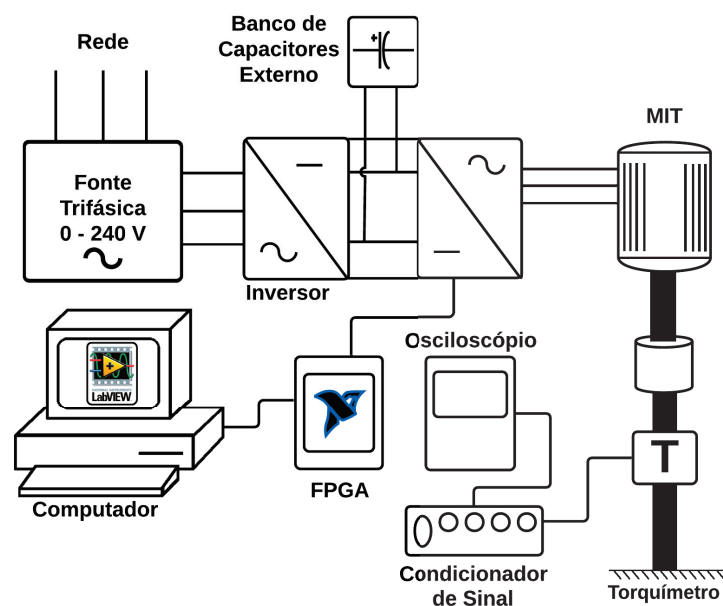 Rede
Banco de
Capacitores
Externo
MIT
Fonte
Trifásica
0 - 240 V
Inversor
Osciloscópio
LabVIEW
FPGA
T
Computador
Condicionador
de Sinal
Torquímetro